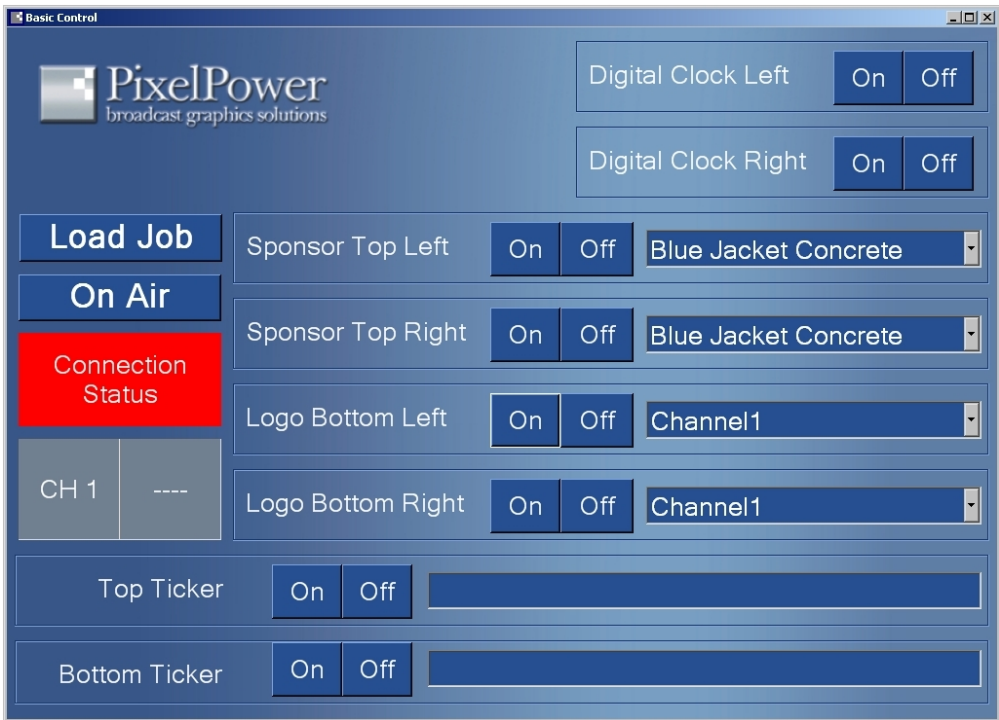 Basic Control
PixelPower
broadcast graphics solutions
Digital Clock Left On Off
Digital Clock Right On Off
Load Job
On Air
Connection
Status
CH 1 ----
Sponsor Top Left On Off Blue Jacket Concrete
Sponsor Top Right On Off Blue Jacket Concrete
Logo Bottom Left On Off Channel1
Logo Bottom Right On Off Channel1
Top Ticker On Off
Bottom Ticker On Off